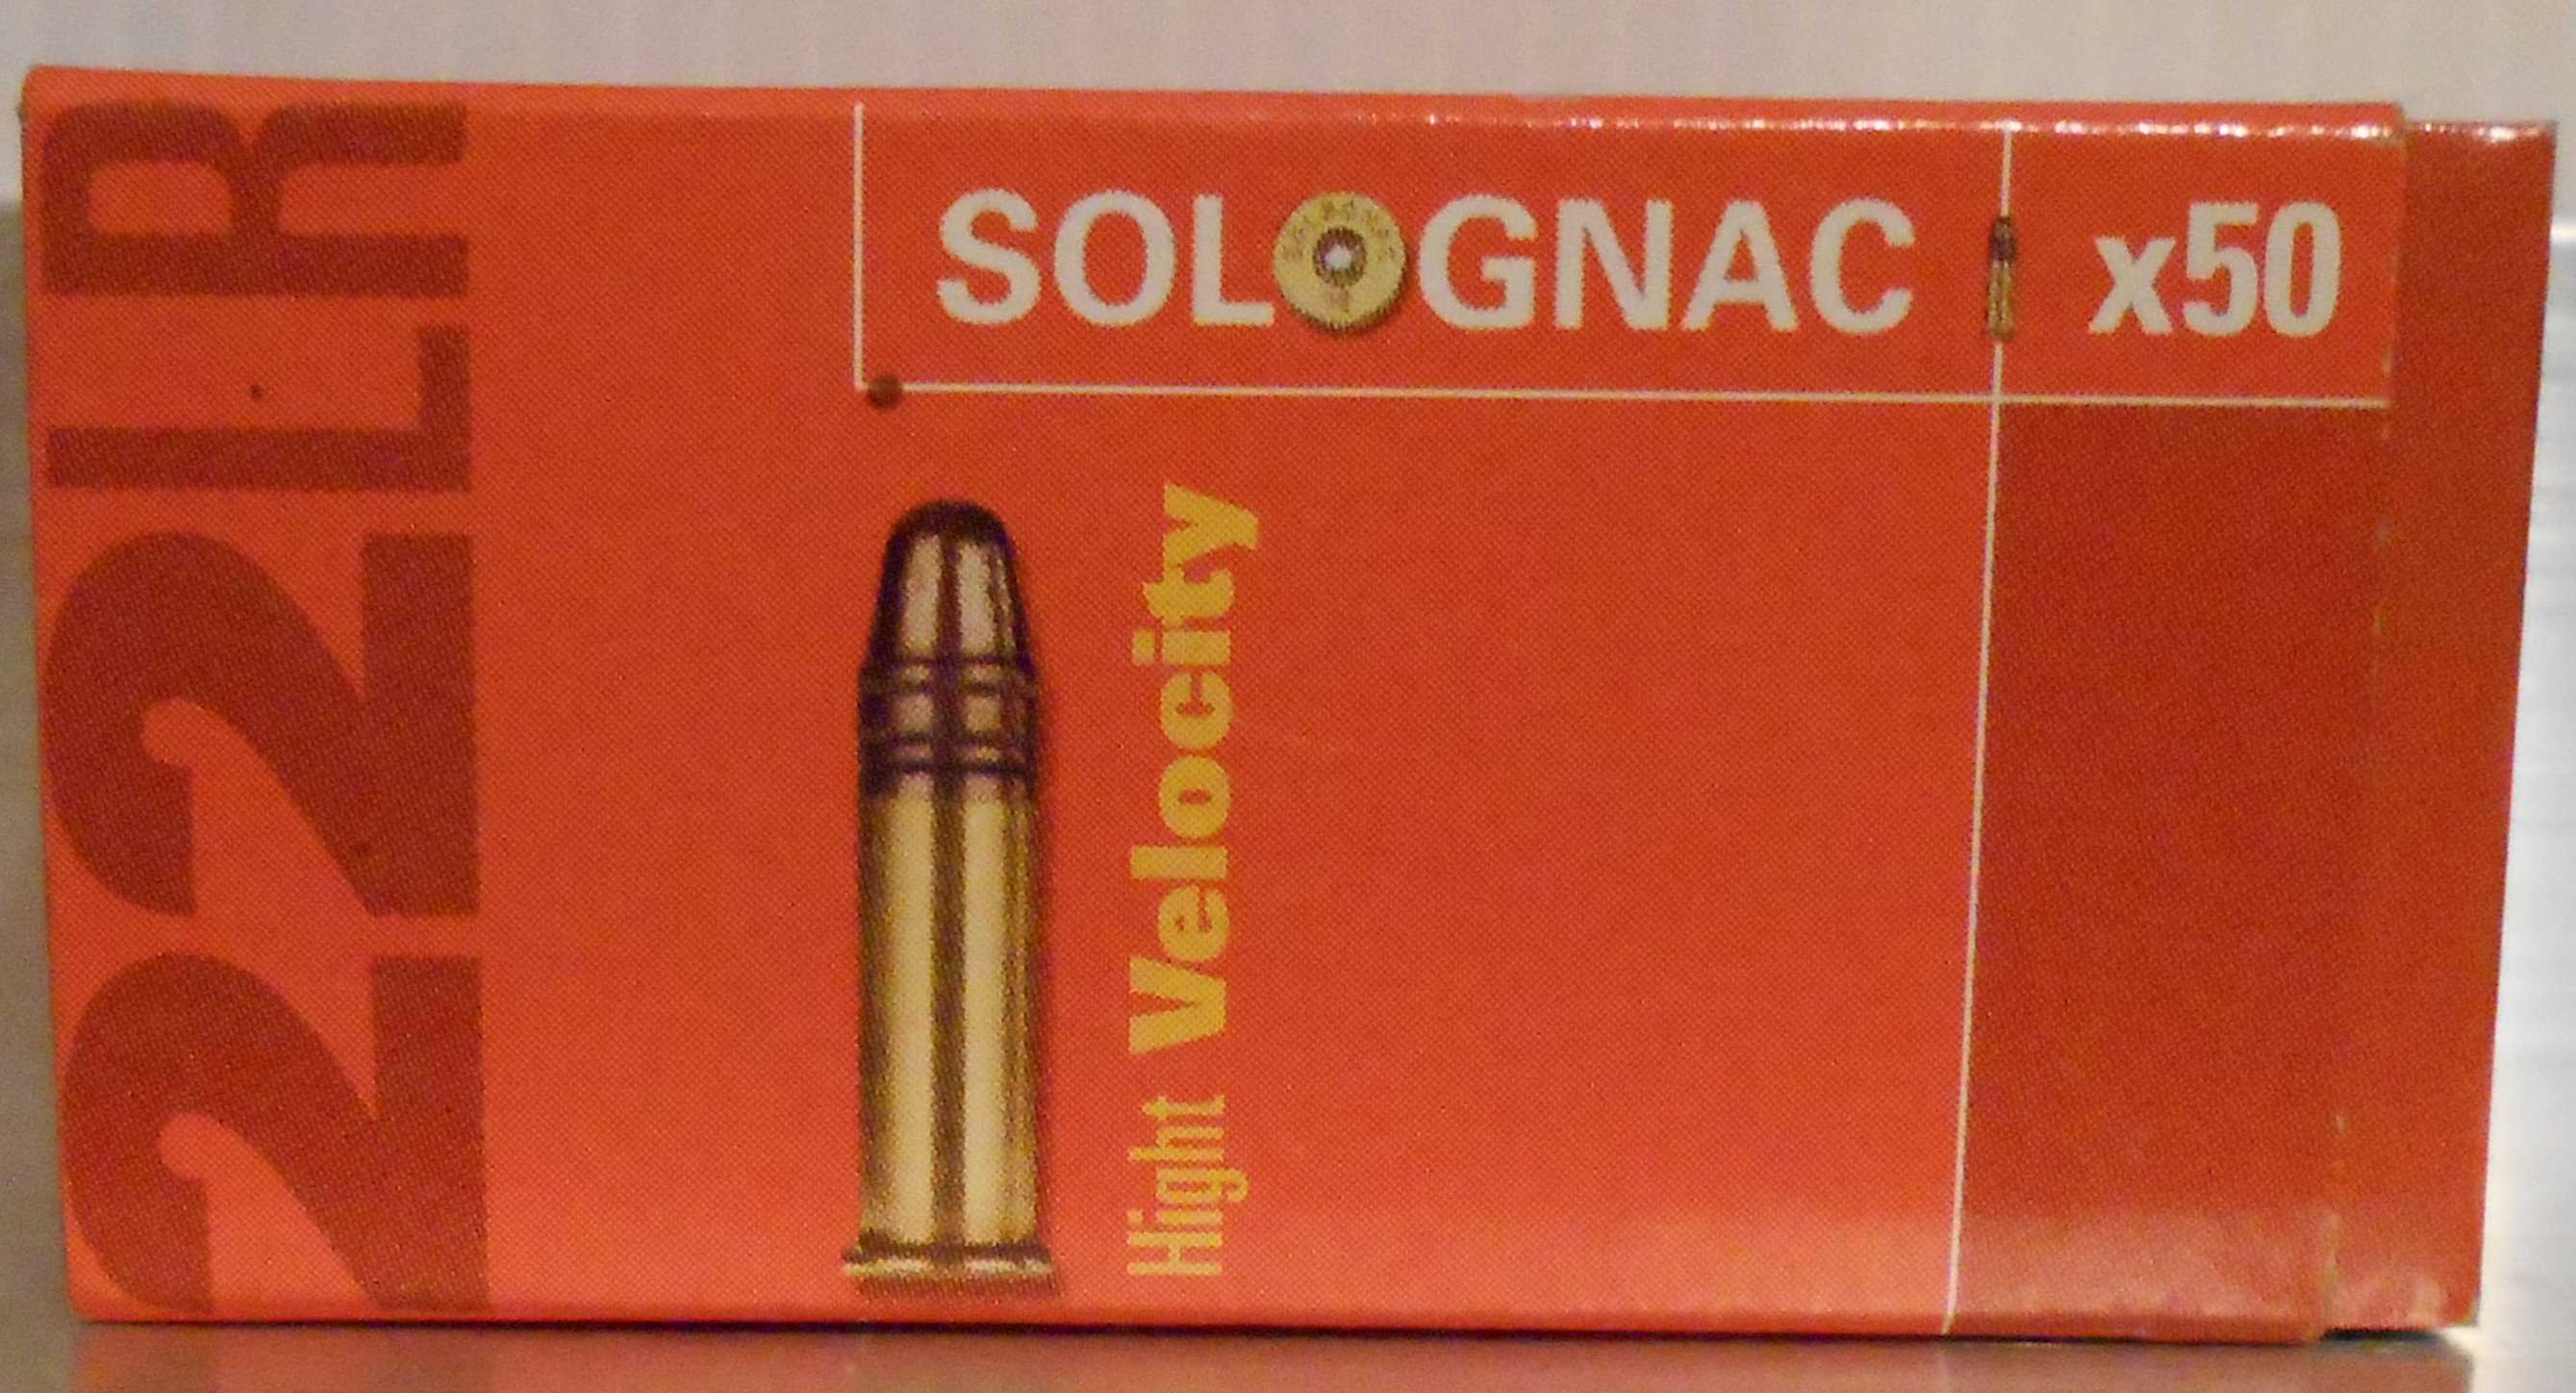 22LR
SOLOGNAC
x50
Hight Velocity